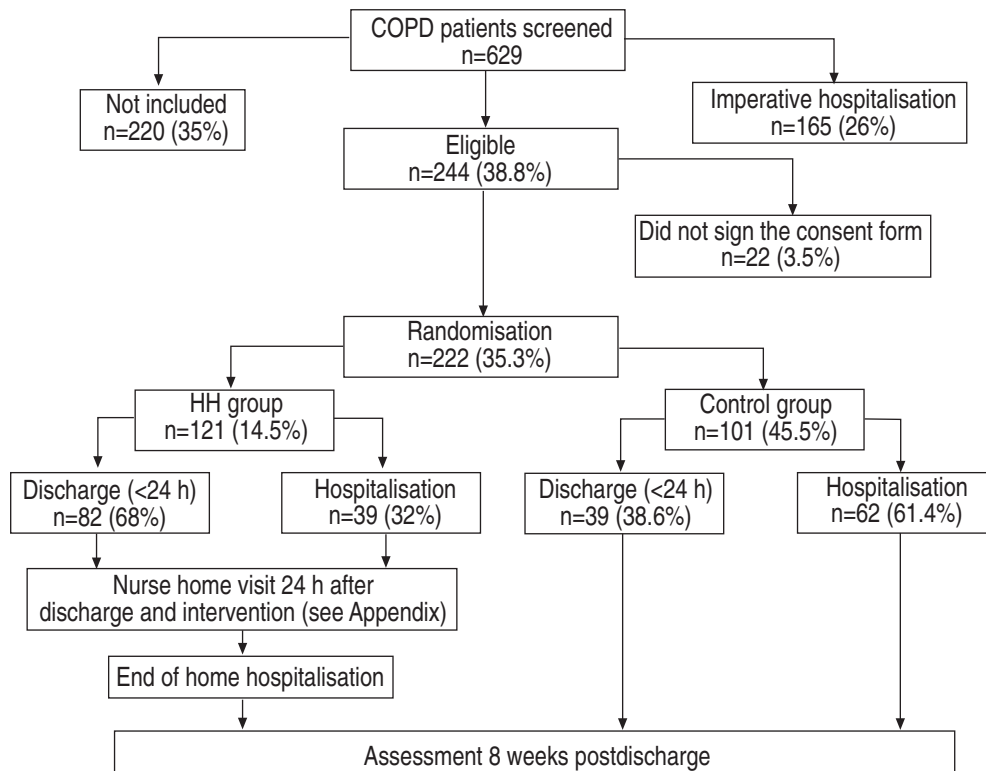 COPD patients screened
n=629
Not included
n=220 (35%)
Imperative hospitalisation
n=165 (26%)
Eligible
n=244 (38.8%)
Did not sign the consent form
n=22 (3.5%)
Randomisation
n=222 (35.3%)
HH group
n=121 (14.5%)
Control group
n=101 (45.5%)
Discharge (<24 h)
n=82 (68%)
Hospitalisation
n=39 (32%)
Discharge (<24 h)
n=39 (38.6%)
Hospitalisation
n=62 (61.4%)
Nurse home visit 24 h after
discharge and intervention (see Appendix)
End of home hospitalisation
Assessment 8 weeks postdischarge